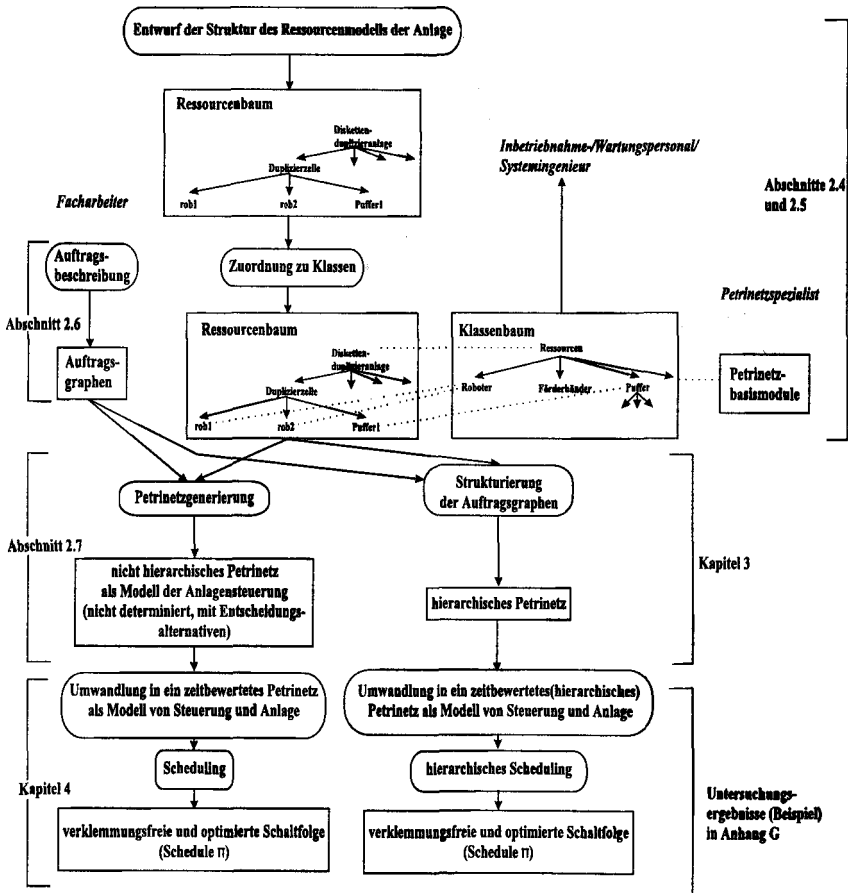 Entwurf der Struktur des Ressourcenmodells der Anlage
Ressourcenbaum
Disketten-
duplizieranlage
Duplizierzelle
rob1
rob2
Puffer1
Inbetriebnahme-/Wartungspersonal/
Systemingenieur
Abschnitte 2.4
und 2.5
Facharbeiter
Auftrags-
beschreibung
Zuordnung zu Klassen
Petrinetzspezialist
Abschnitt 2.6
Auftrags-
graphen
Ressourcenbaum
Disketten-
duplizieranlage
Duplizierzelle
rob1
rob2
Puffer1
Klassenbaum
Ressourcen
Roboter
Förderbänder
Puffer
Petrinetz-
basismodule
Petrinetzgenerierung
Strukturierung
der Auftragsgraphen
Abschnitt 2.7
Kapitel 3
nicht hierarchisches Petrinetz
als Modell der Anlagensteuerung
(nicht determiniert, mit Entscheidungs-
alternativen)
hierarchisches Petrinetz
Umwandlung in ein zeitbewertetes Petrinetz
als Modell von Steuerung und Anlage
Umwandlung in ein zeitbewertetes(hierarchisches)
Petrinetz als Modell von Steuerung und Anlage
Kapitel 4
Scheduling
hierarchisches Scheduling
Untersuchungs-
ergebnisse (Beispiel)
in Anhang G
verklemmungsfreie und optimierte Schaltfolge
(Schedule π)
verklemmungsfreie und optimierte Schaltfolge
(Schedule π)